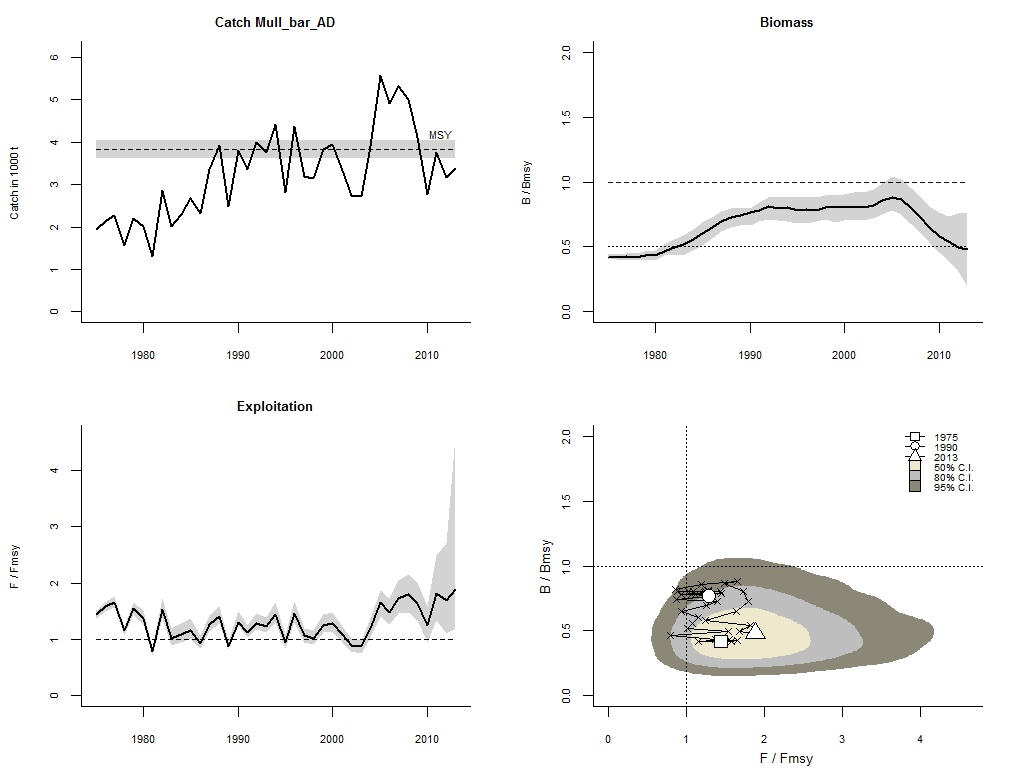 Catch Mull_bar_AD
Catch in 1000 t
6
5
4
3
2
1
0
MSY
1980 1990 2000 2010
Biomass
B / Bmsy
2.0
1.5
1.0
0.5
0.0
1980 1990 2000 2010
Exploitation
F / Fmsy
4
3
2
1
0
1980 1990 2000 2010
B / Bmsy
2.0
1.5
1.0
0.5
0.0
1975
1990
2013
50% C.I.
80% C.I.
95% C.I.
0 1 2 3 4
F / Fmsy